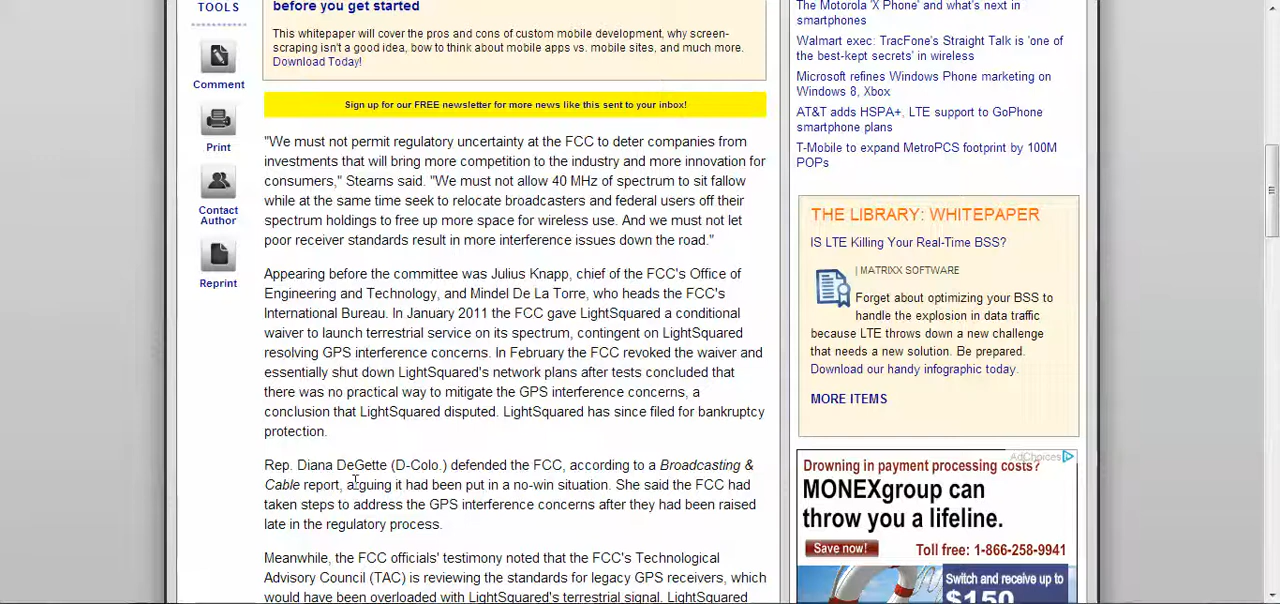 TOOLS
Comment
Print
Contact
Author
Reprint
before you get started
This whitepaper will cover the pros and cons of custom mobile development, why screen-
scraping isn't a good idea, bow to think about mobile apps vs. mobile sites, and much more.
Download Today!
Sign up for our FREE newsletter for more news like this sent to your inbox!
"We must not permit regulatory uncertainty at the FCC to deter companies from
investments that will bring more competition to the industry and more innovation for
consumers," Stearns said. "We must not allow 40 MHz of spectrum to sit fallow
while at the same time seek to relocate broadcasters and federal users off their
spectrum holdings to free up more space for wireless use. And we must not let
poor receiver standards result in more interference issues down the road."
Appearing before the committee was Julius Knapp, chief of the FCC's Office of
Engineering and Technology, and Mindel De La Torre, who heads the FCC's
International Bureau. In January 2011 the FCC gave LightSquared a conditional
waiver to launch terrestrial service on its spectrum, contingent on LightSquared
resolving GPS interference concerns. In February the FCC revoked the waiver and
essentially shut down LightSquared's network plans after tests concluded that
there was no practical way to mitigate the GPS interference concerns, a
conclusion that LightSquared disputed. LightSquared has since filed for bankruptcy
protection.
Rep. Diana DeGette (D-Colo.) defended the FCC, according to a Broadcasting &
Cable report, arguing it had been put in a no-win situation. She said the FCC had
taken steps to address the GPS interference concerns after they had been raised
late in the regulatory process.
Meanwhile, the FCC officials' testimony noted that the FCC's Technological
Advisory Council (TAC) is reviewing the standards for legacy GPS receivers, which
would have been overloaded with LightSquared's terrestrial signal. LightSquared
The Motorola 'X Phone' and what's next in
smartphones
Walmart exec: TracFone's Straight Talk is 'one of
the best-kept secrets' in wireless
Microsoft refines Windows Phone marketing on
Windows 8, Xbox
AT&T adds HSPA+, LTE support to GoPhone
smartphone plans
T-Mobile to expand MetroPCS footprint by 100M
POPs
THE LIBRARY: WHITEPAPER
IS LTE Killing Your Real-Time BSS?
| MATRIXX SOFTWARE
Forget about optimizing your BSS to
handle the explosion in data traffic
because LTE throws down a new challenge
that needs a new solution. Be prepared.
Download our handy infographic today.
MORE ITEMS
AdChoices
Drowning in payment processing costs?
MONEXgroup can
throw you a lifeline.
Save now!
Toll free: 1-866-258-9941
Switch and receive up to
$150